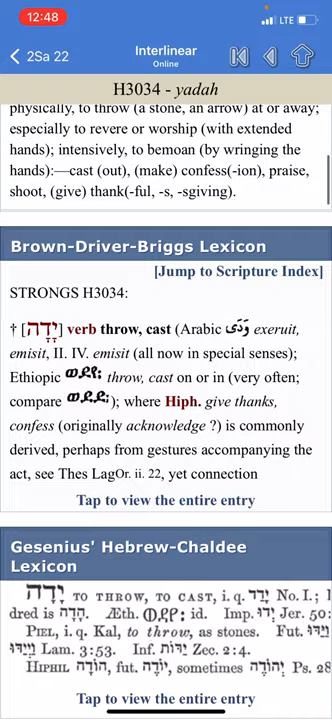 12:48
LTE
2Sa 22
Interlinear
Online
H3034 - yadah
physically, to throw (a stone, an arrow) at or away;
especially to revere or worship (with extended
hands); intensively, to bemoan (by wringing the
hands):—cast (out), (make) confess(-ion), praise,
shoot, (give) thank(-ful, -s, -sgiving).
Brown-Driver-Briggs Lexicon
[Jump to Scripture Index]
STRONGS H3034:
† [יָדָה] verb throw, cast (Arabic وَدَى exeruit,
emisit, II. IV. emisit (all now in special senses);
Ethiopic throw, cast on or in (very often;
compare ); where Hiph. give thanks,
confess (originally acknowledge ?) is commonly
derived, perhaps from gestures accompanying the
act, see Thes LagOr. ii. 22, yet connection
Tap to view the entire entry
Gesenius' Hebrew-Chaldee
Lexicon
יָדָה TO THROW, TO CAST, i. q. No. I.;
dred is הָדָה. Æth. id. Imp. יְדוּ Jer. 50:
PIEL, i. q. Kal, to throw, as stones. Fut.
Lam. 3:53. Inf. יַדּוֹת Zec. 2:4.
HIPHIL הוֹדָה, fut. יוֹדֶה, sometimes יְהוֹדֶה Ps. 28
Tap to view the entire entry